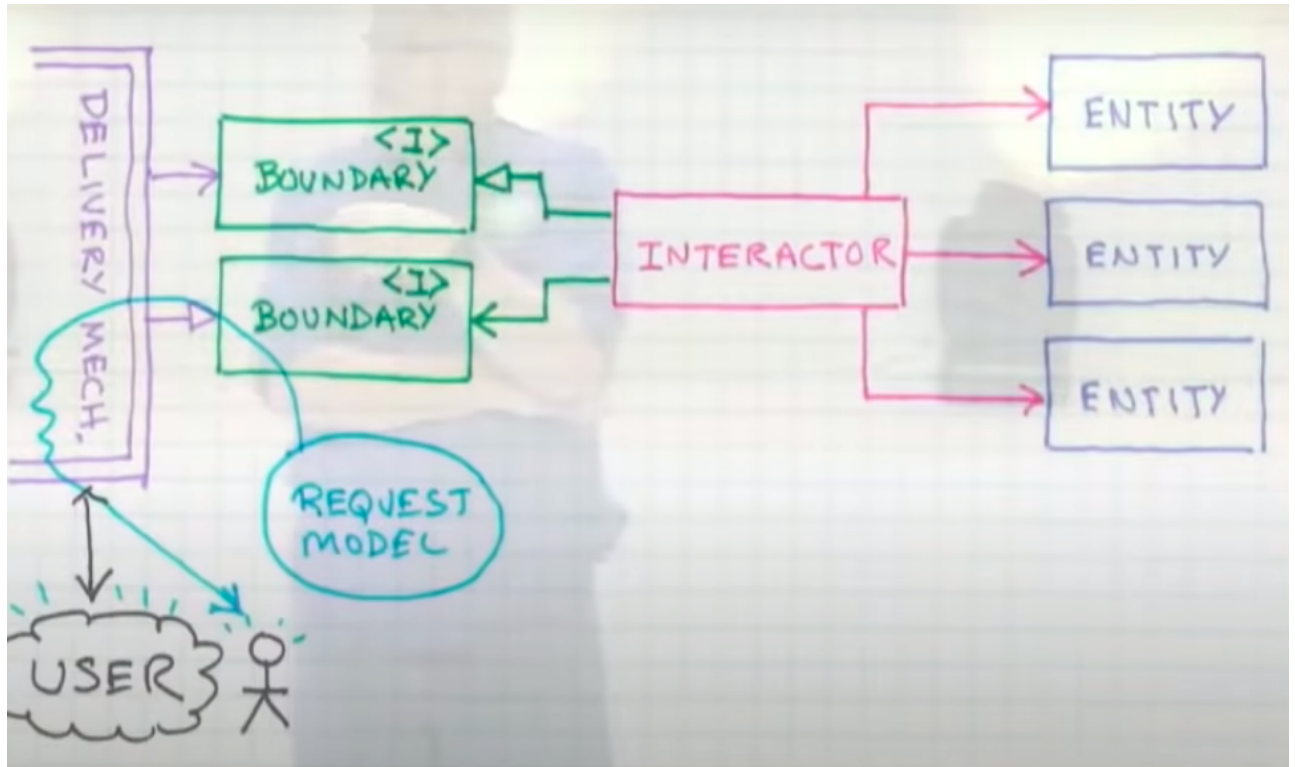 DELIVERY MECH.
<I>
BOUNDARY
<I>
BOUNDARY
INTERACTOR
ENTITY
ENTITY
ENTITY
REQUEST
MODEL
USER